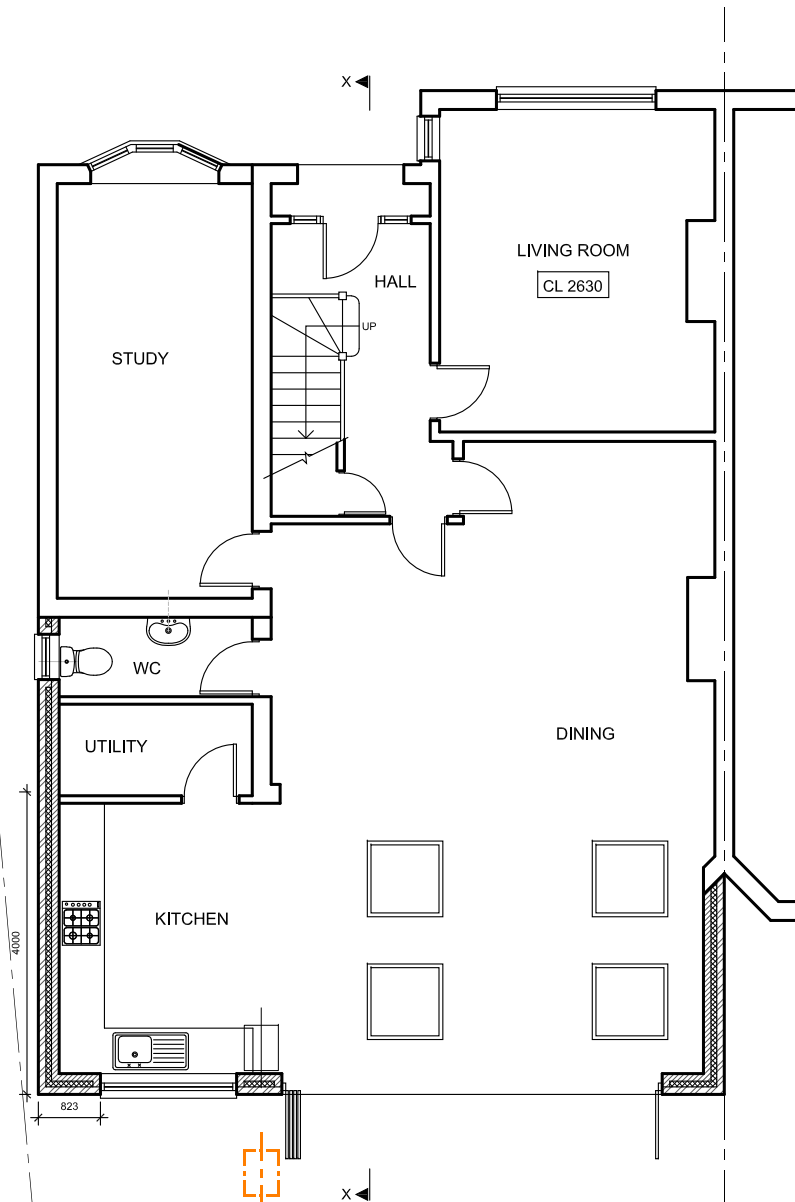 X
LIVING ROOM
HALL
CL 2630
UP
STUDY
WC
DINING
UTILITY
KITCHEN
4000
823
X